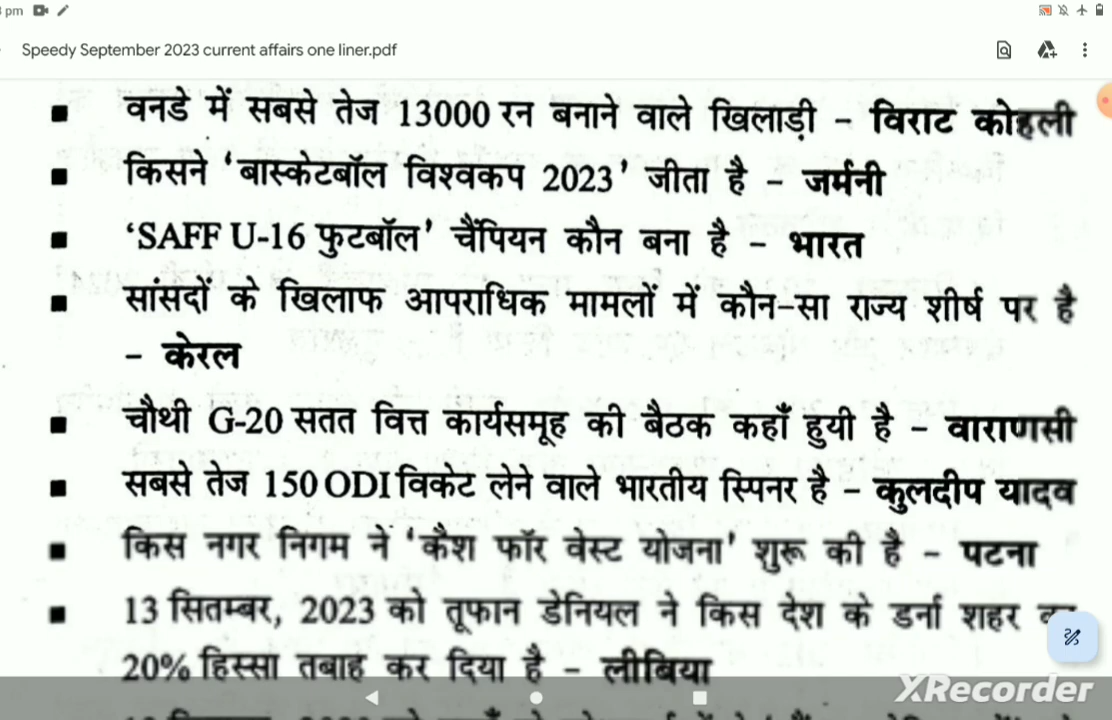 pm
Speedy September 2023 current affairs one liner.pdf
■ वनडे में सबसे तेज 13000 रन बनाने वाले खिलाड़ी – विराट कोहली
■ किसने ‘बास्केटबॉल विश्वकप 2023’ जीता है – जर्मनी
■ ‘SAFF U-16 फुटबॉल’ चैंपियन कौन बना है – भारत
■ सांसदों के खिलाफ आपराधिक मामलों में कौन-सा राज्य शीर्ष पर है
– केरल
■ चौथी G-20 सतत वित्त कार्यसमूह की बैठक कहाँ हुयी है – वाराणसी
■ सबसे तेज 150 ODI विकेट लेने वाले भारतीय स्पिनर है – कुलदीप यादव
■ किस नगर निगम ने ‘कैश फॉर वेस्ट योजना’ शुरू की है – पटना
■ 13 सितम्बर, 2023 को तूफान डेनियल ने किस देश के डर्ना शहर
20% हिस्सा तबाह कर दिया है – लीबिया
XRecorder